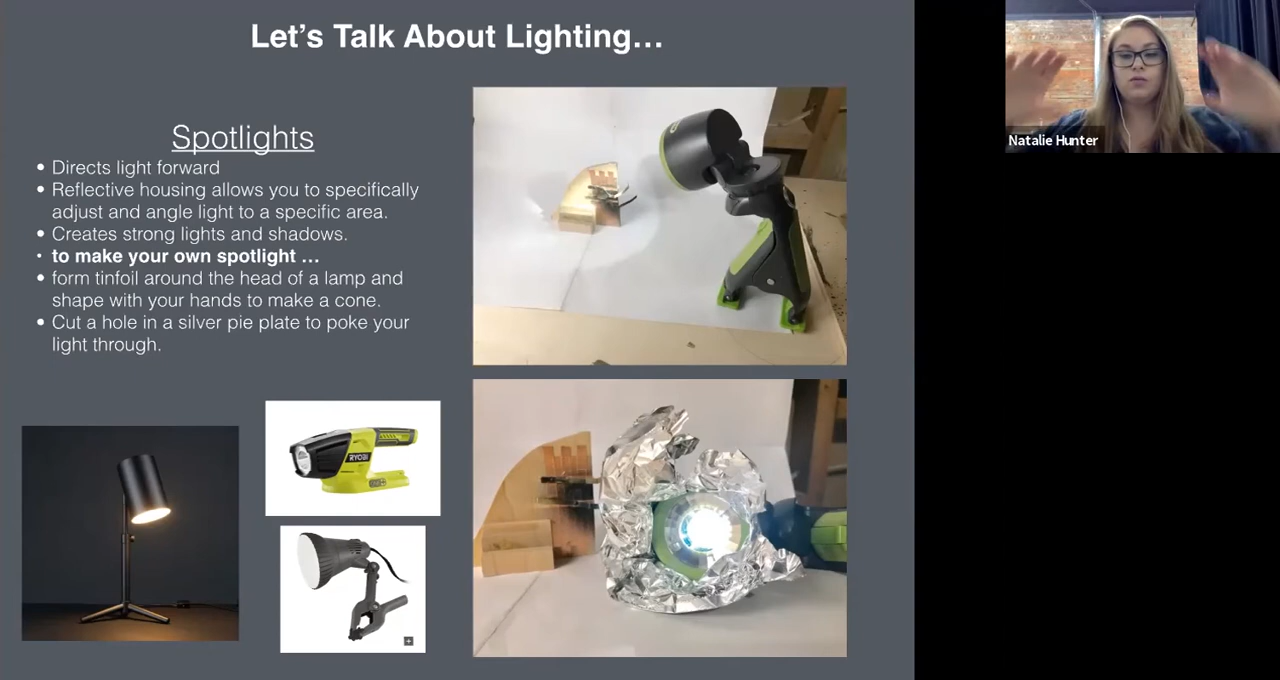 Let's Talk About Lighting...
Spotlights
• Directs light forward
• Reflective housing allows you to specifically
adjust and angle light to a specific area.
• Creates strong lights and shadows.
• to make your own spotlight ...
• form tinfoil around the head of a lamp and
shape with your hands to make a cone.
• Cut a hole in a silver pie plate to poke your
light through.
RYOBI
Natalie Hunter